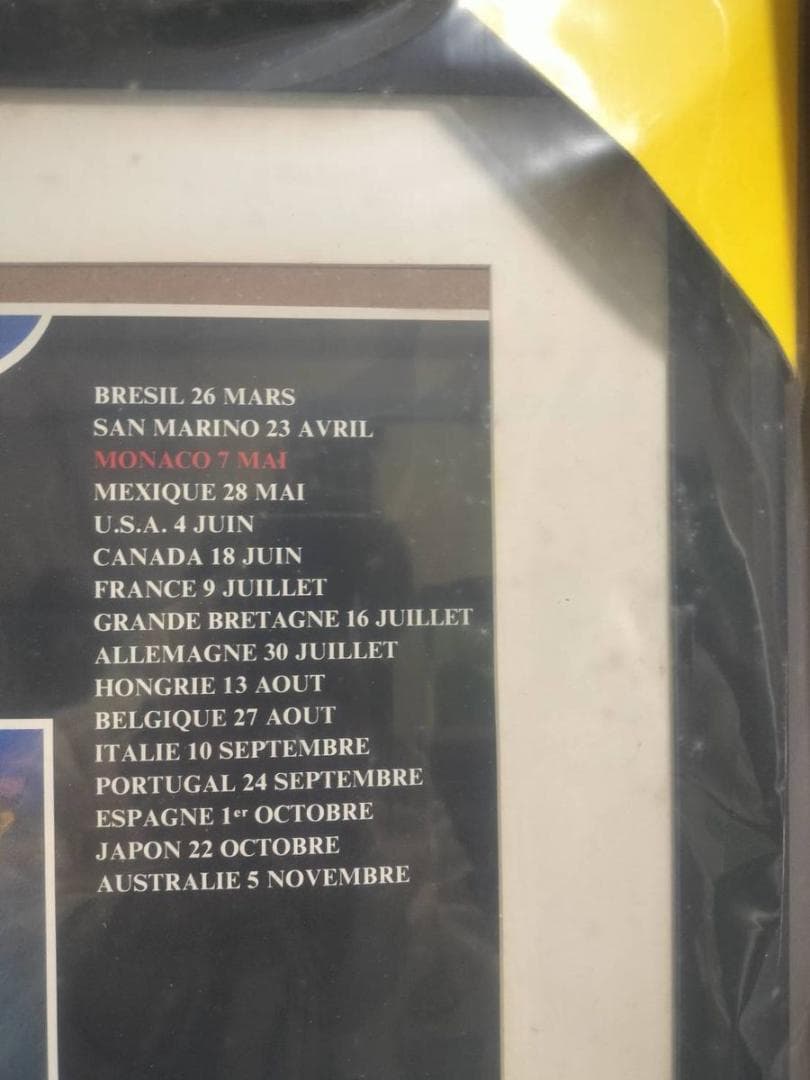 BRESIL 26 MARS
SAN MARINO 23 AVRIL
MONACO 7 MAI
MEXIQUE 28 MAI
U.S.A. 4 JUIN
CANADA 18 JUIN
FRANCE 9 JUILLET
GRANDE BRETAGNE 16 JUILLET
ALLEMAGNE 30 JUILLET
HONGRIE 13 AOUT
BELGIQUE 27 AOUT
ITALIE 10 SEPTEMBRE
PORTUGAL 24 SEPTEMBRE
ESPAGNE 1er OCTOBRE
JAPON 22 OCTOBRE
AUSTRALIE 5 NOVEMBRE